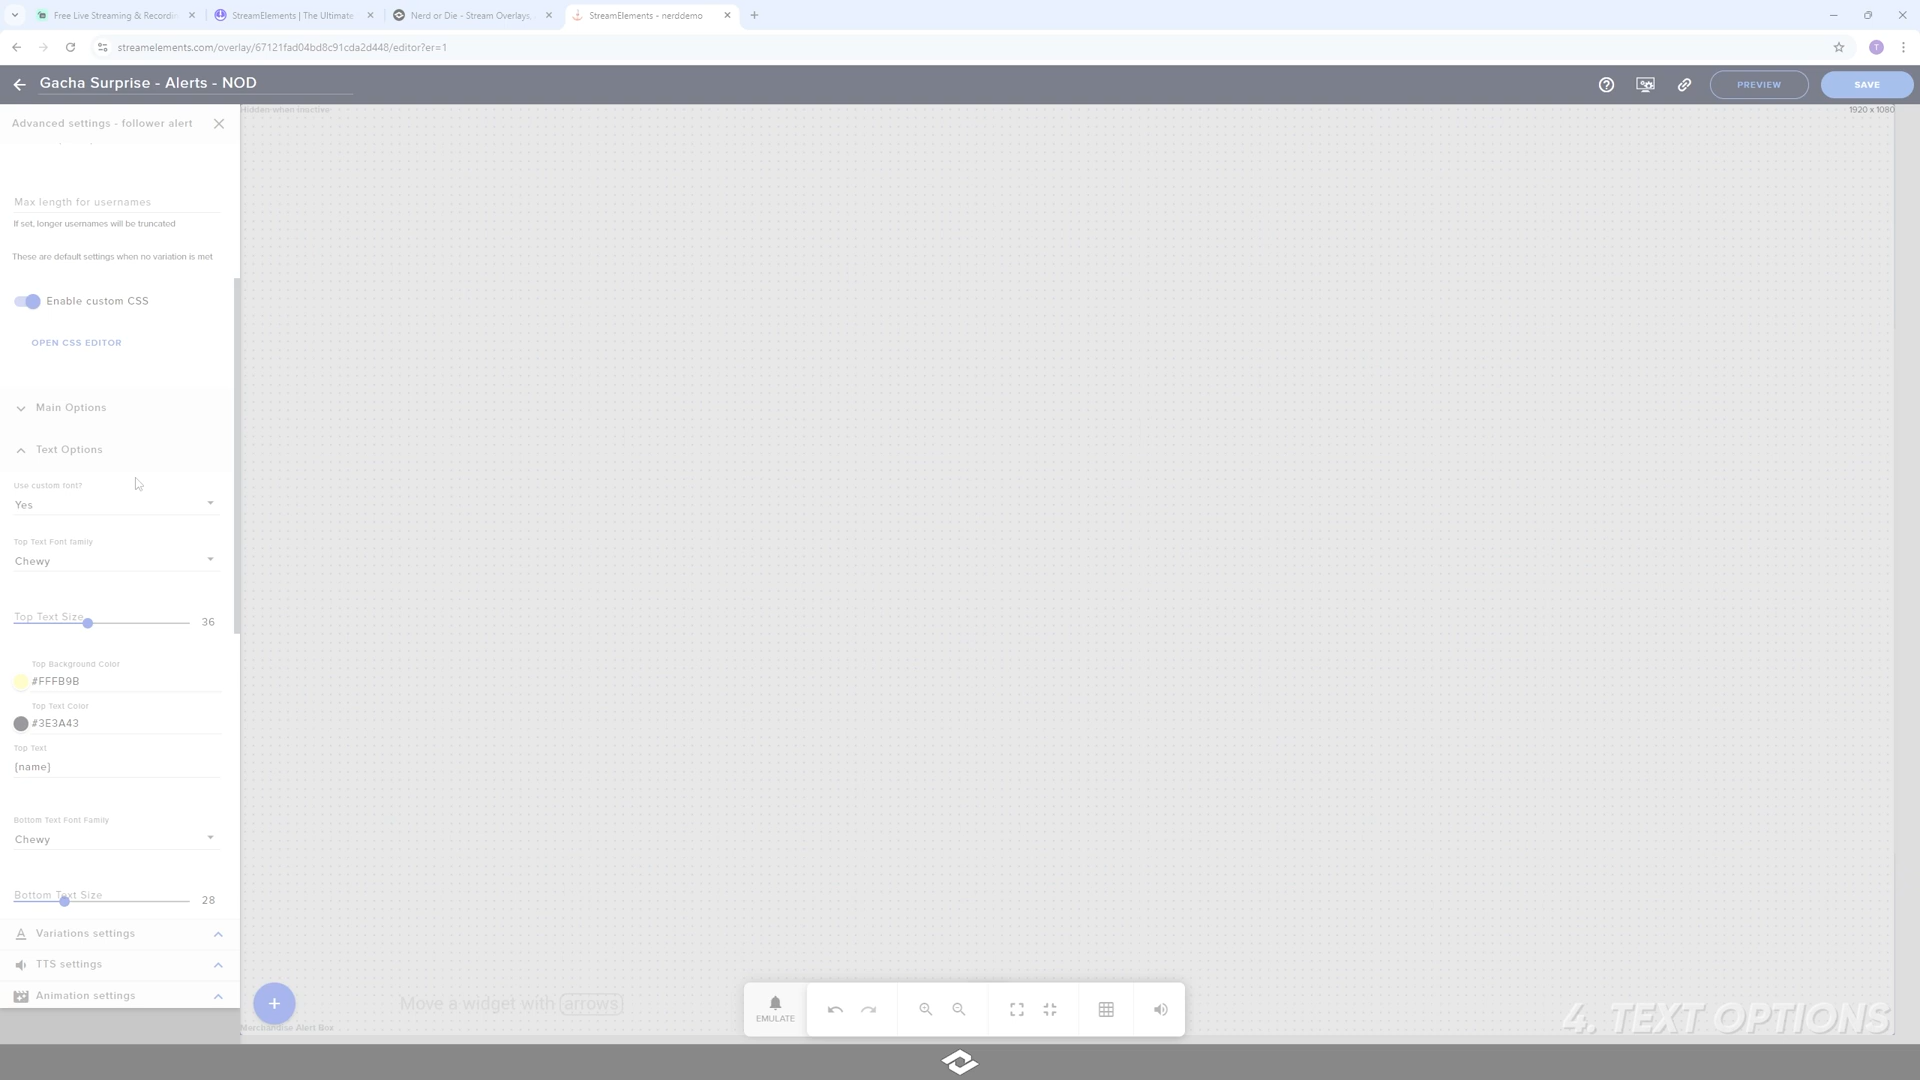 Free Live Streaming & Recordin
StreamElements | The Ultimate
Nerd or Die - Stream Overlays,
StreamElements - nerddemo
streamelements.com/overlay/67121fad04bd8c91cda2d448/editor?er=1
T
Gacha Surprise - Alerts - NOD
PREVIEW
SAVE
Hidden when inactive
1920 x 1080
Advanced settings - follower alert
Max length for usernames
If set, longer usernames will be truncated
These are default settings when no variation is met
Enable custom CSS
OPEN CSS EDITOR
Main Options
Text Options
Use custom font?
Yes
Top Text Font family
Chewy
Top Text Size
36
Top Background Color
#FFFB9B
Top Text Color
#3E3A43
Top Text
{name}
Bottom Text Font Family
Chewy
Bottom Text Size
28
Variations settings
TTS settings
Animation settings
Move a widget with arrows
EMULATE
Merchandise Alert Box
4. TEXT OPTIONS